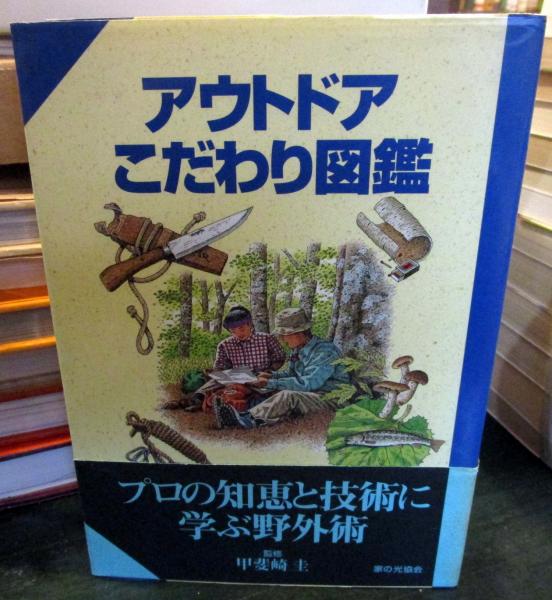 アウトドア
こだわり図鑑
プロの知恵と技術に
学ぶ野外術
監修
甲斐崎 圭
家の光協会